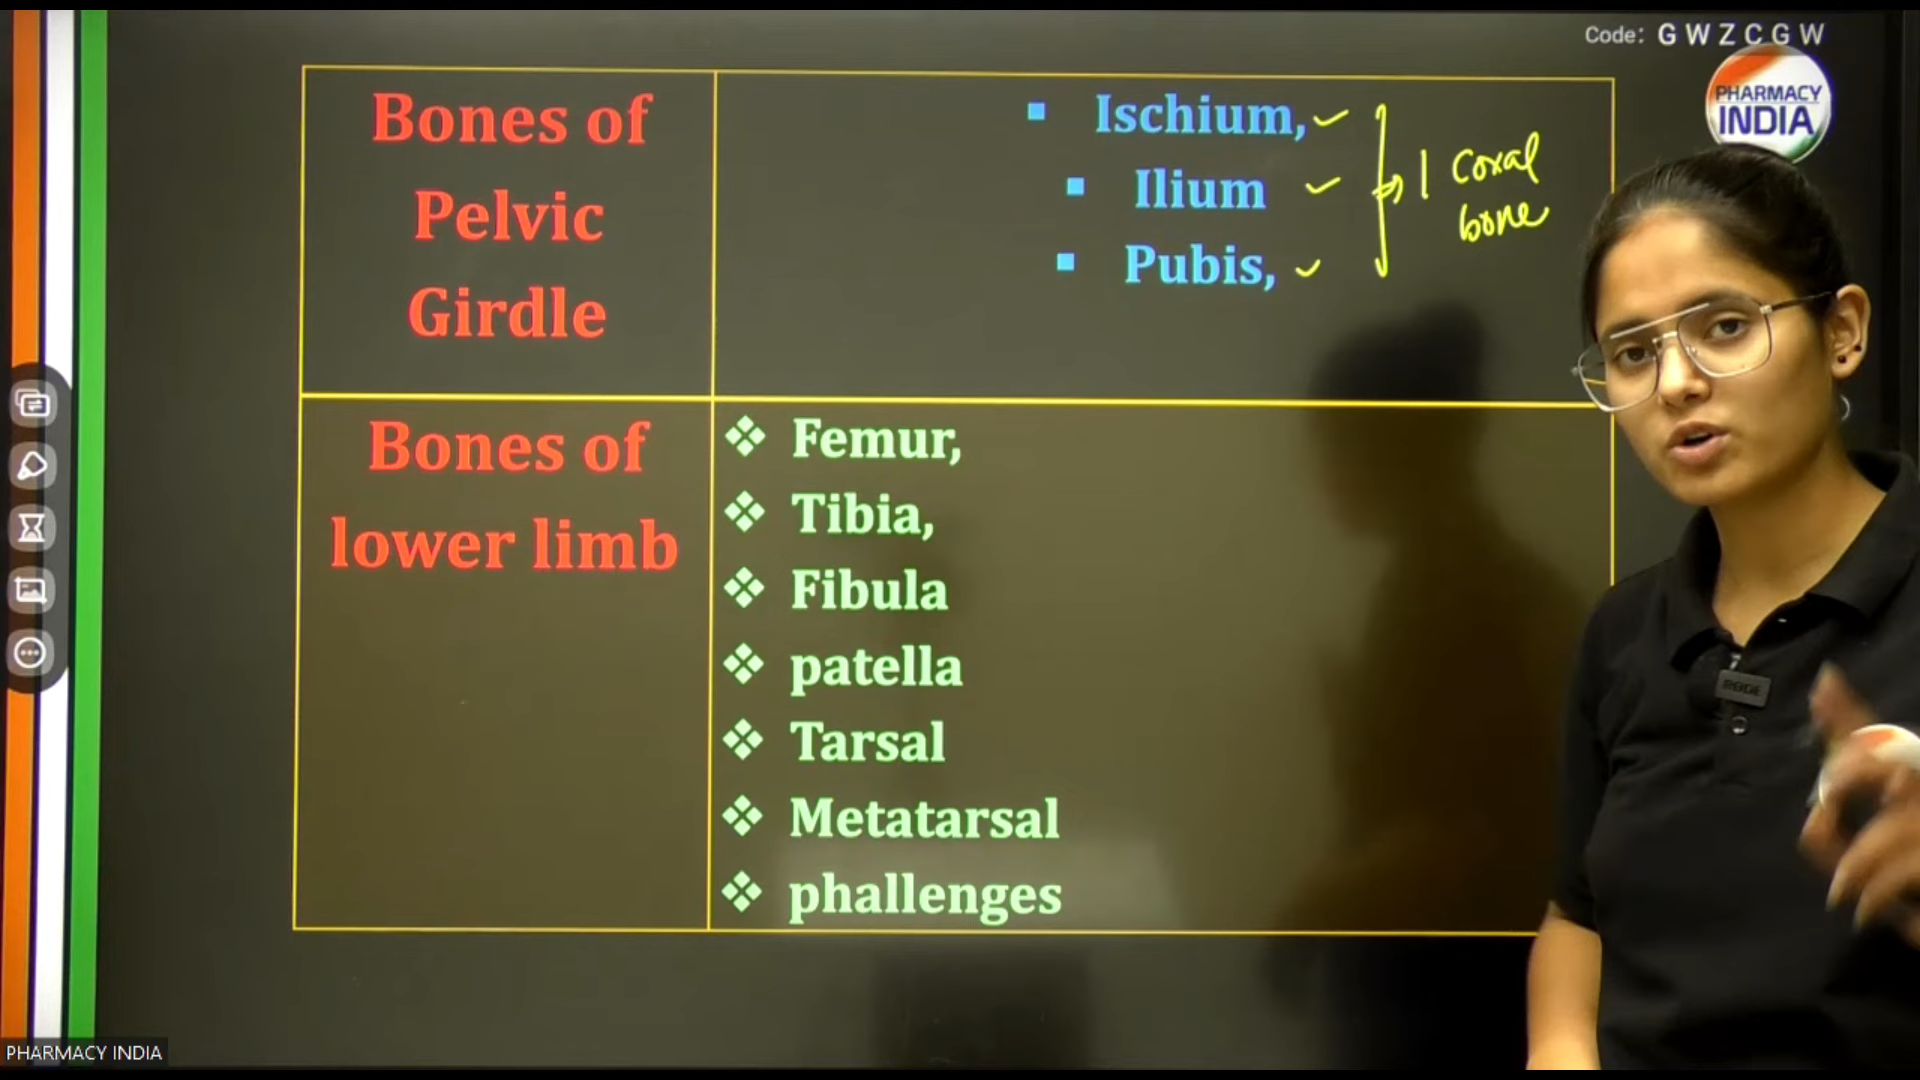 Code: G W Z C G W
PHARMACY
INDIA
Bones of
Pelvic
Girdle
▪ Ischium,
▪ Ilium
▪ Pubis,
1 coxal
bone
Bones of
lower limb
❖ Femur,
❖ Tibia,
❖ Fibula
❖ patella
❖ Tarsal
❖ Metatarsal
❖ phallenges
PHARMACY INDIA